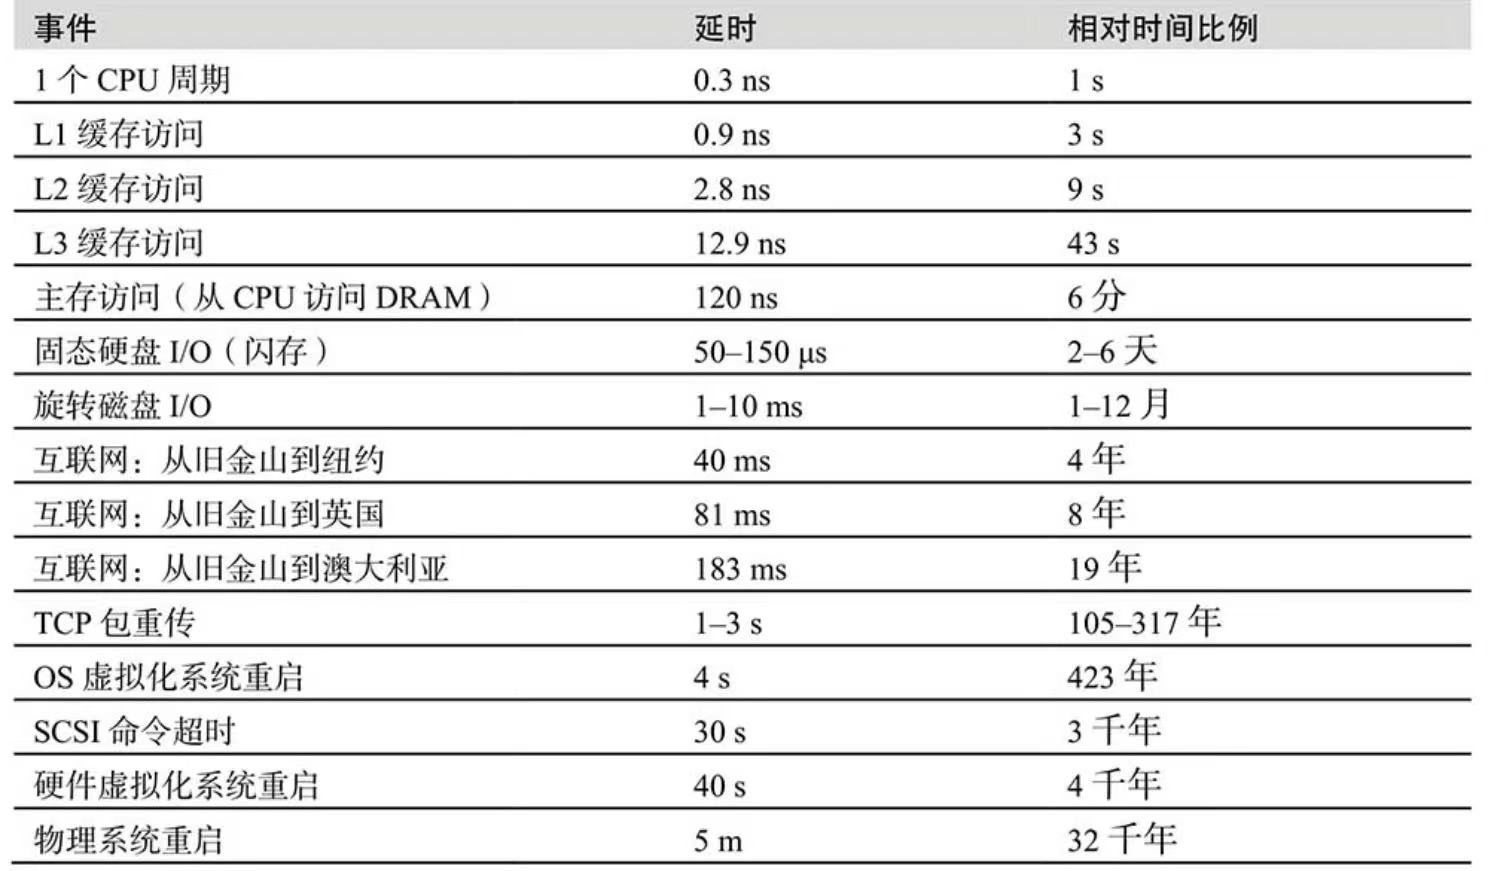 事件 延时 相对时间比例
1 个 CPU 周期 0.3 ns 1 s
L1 缓存访问 0.9 ns 3 s
L2 缓存访问 2.8 ns 9 s
L3 缓存访问 12.9 ns 43 s
主存访问（从 CPU 访问 DRAM） 120 ns 6 分
固态硬盘 I/O（闪存） 50–150 μs 2–6 天
旋转磁盘 I/O 1–10 ms 1–12 月
互联网：从旧金山到纽约 40 ms 4 年
互联网：从旧金山到英国 81 ms 8 年
互联网：从旧金山到澳大利亚 183 ms 19 年
TCP 包重传 1–3 s 105–317 年
OS 虚拟化系统重启 4 s 423 年
SCSI 命令超时 30 s 3 千年
硬件虚拟化系统重启 40 s 4 千年
物理系统重启 5 m 32 千年